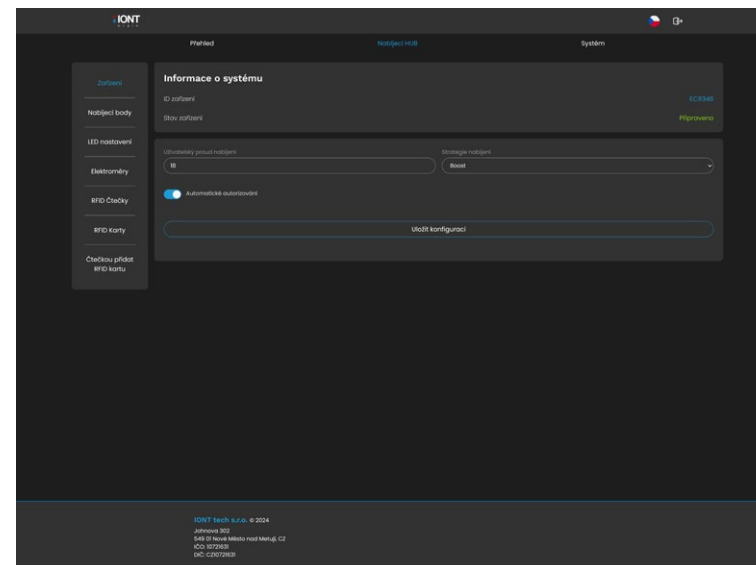 IONT
Přehled
Nabíjecí HUB
Systém
Zařízení
Nabíjecí body
LED nastavení
Elektroměry
RFID Čtečky
RFID Karty
Čtečkou přidat
RFID kartu
Informace o systému
ID zařízení
Stav zařízení
Připraveno
Uživatelský proud nabíjení
Strategie nabíjení
Boost
Automatické autorizování
Uložit konfiguraci
IONT tech s.r.o. © 2024
Johnova 302
549 01 Nové Město nad Metují, CZ
IČO: 10721631
DIČ: CZ10721631